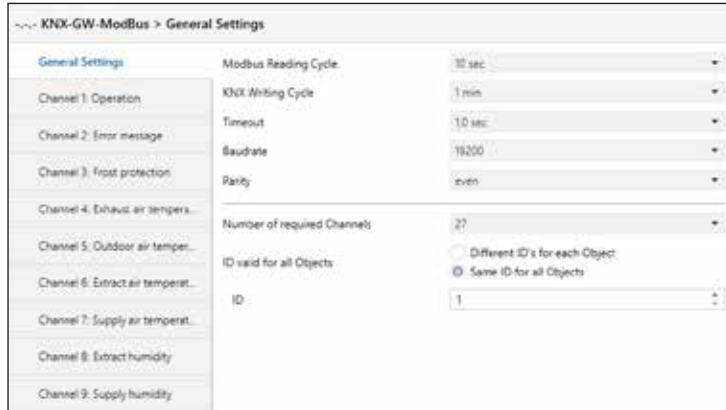 -.-.- KNX-GW-ModBus > General Settings
General Settings
Channel 1: Operation
Channel 2: Error message
Channel 3: Frost protection
Channel 4: Exhaust air tempera...
Channel 5: Outdoor air temper...
Channel 6: Extract air temperat...
Channel 7: Supply air temperat...
Channel 8: Extract humidity
Channel 9: Supply humidity
Modbus Reading Cycle 10 sec
KNX Writing Cycle 1 min
Timeout 1,0 sec
Baudrate 19200
Parity even
Number of required Channels 27
ID valid for all Objects
Different ID's for each Object
Same ID for all Objects
ID 1